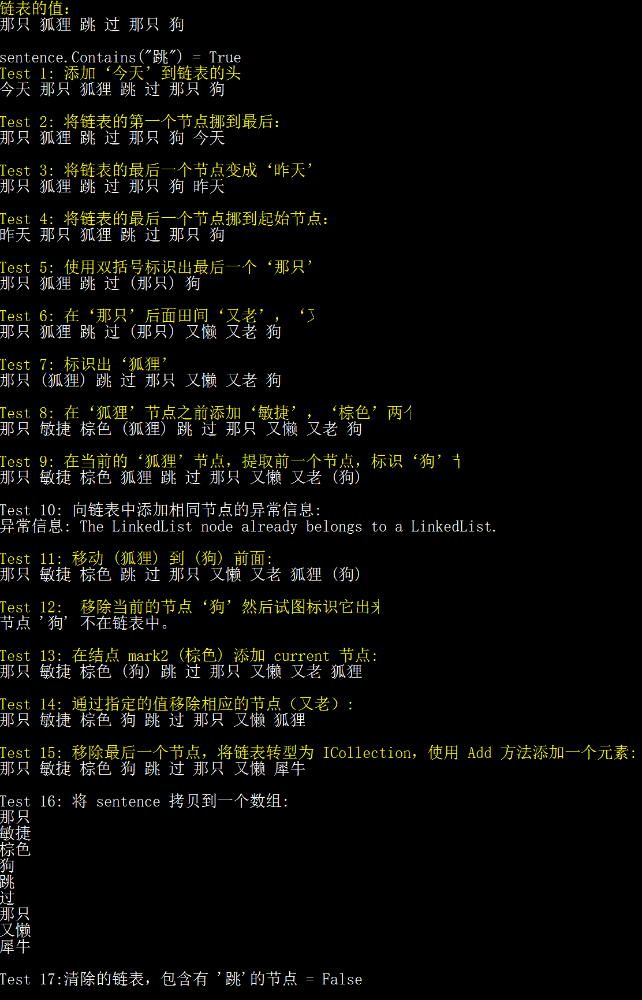 链表的值：
那只 狐狸 跳 过 那只 狗
sentence.Contains("跳") = True
Test 1: 添加‘今天’到链表的头
今天 那只 狐狸 跳 过 那只 狗
Test 2: 将链表的第一个节点挪到最后：
那只 狐狸 跳 过 那只 狗 今天
Test 3: 将链表的最后一个节点变成‘昨天’
那只 狐狸 跳 过 那只 狗 昨天
Test 4: 将链表的最后一个节点挪到起始节点：
昨天 那只 狐狸 跳 过 那只 狗
Test 5: 使用双括号标识出最后一个‘那只’
那只 狐狸 跳 过 (那只) 狗
Test 6: 在‘那只’后面田间‘又老’，‘
那只 狐狸 跳 过 (那只) 又懒 又老 狗
Test 7: 标识出‘狐狸’
那只 (狐狸) 跳 过 那只 又懒 又老 狗
Test 8: 在‘狐狸’节点之前添加‘敏捷’，‘棕色’两
那只 敏捷 棕色 (狐狸) 跳 过 那只 又懒 又老 狗
Test 9: 在当前的‘狐狸’节点，提取前一个节点，标识‘狗’
那只 敏捷 棕色 狐狸 跳 过 那只 又懒 又老 (狗)
Test 10: 向链表中添加相同节点的异常信息:
异常信息: The LinkedList node already belongs to a LinkedList.
Test 11: 移动 (狐狸) 到 (狗) 前面:
那只 敏捷 棕色 跳 过 那只 又懒 又老 狐狸 (狗)
Test 12:  移除当前的节点‘狗’然后试图标识它出
节点 '狗' 不在链表中。
Test 13: 在结点 mark2 (棕色) 添加 current 节点:
那只 敏捷 棕色 (狗) 跳 过 那只 又懒 又老 狐狸
Test 14: 通过指定的值移除相应的节点（又老）:
那只 敏捷 棕色 狗 跳 过 那只 又懒 狐狸
Test 15: 移除最后一个节点，将链表转型为 ICollection，使用 Add 方法添加一个元素:
那只 敏捷 棕色 狗 跳 过 那只 又懒 犀牛
Test 16: 将 sentence 拷贝到一个数组:
那只
敏捷
棕色
狗
跳
过
那只
又懒
犀牛
Test 17:清除的链表，包含有 '跳'的节点 = False